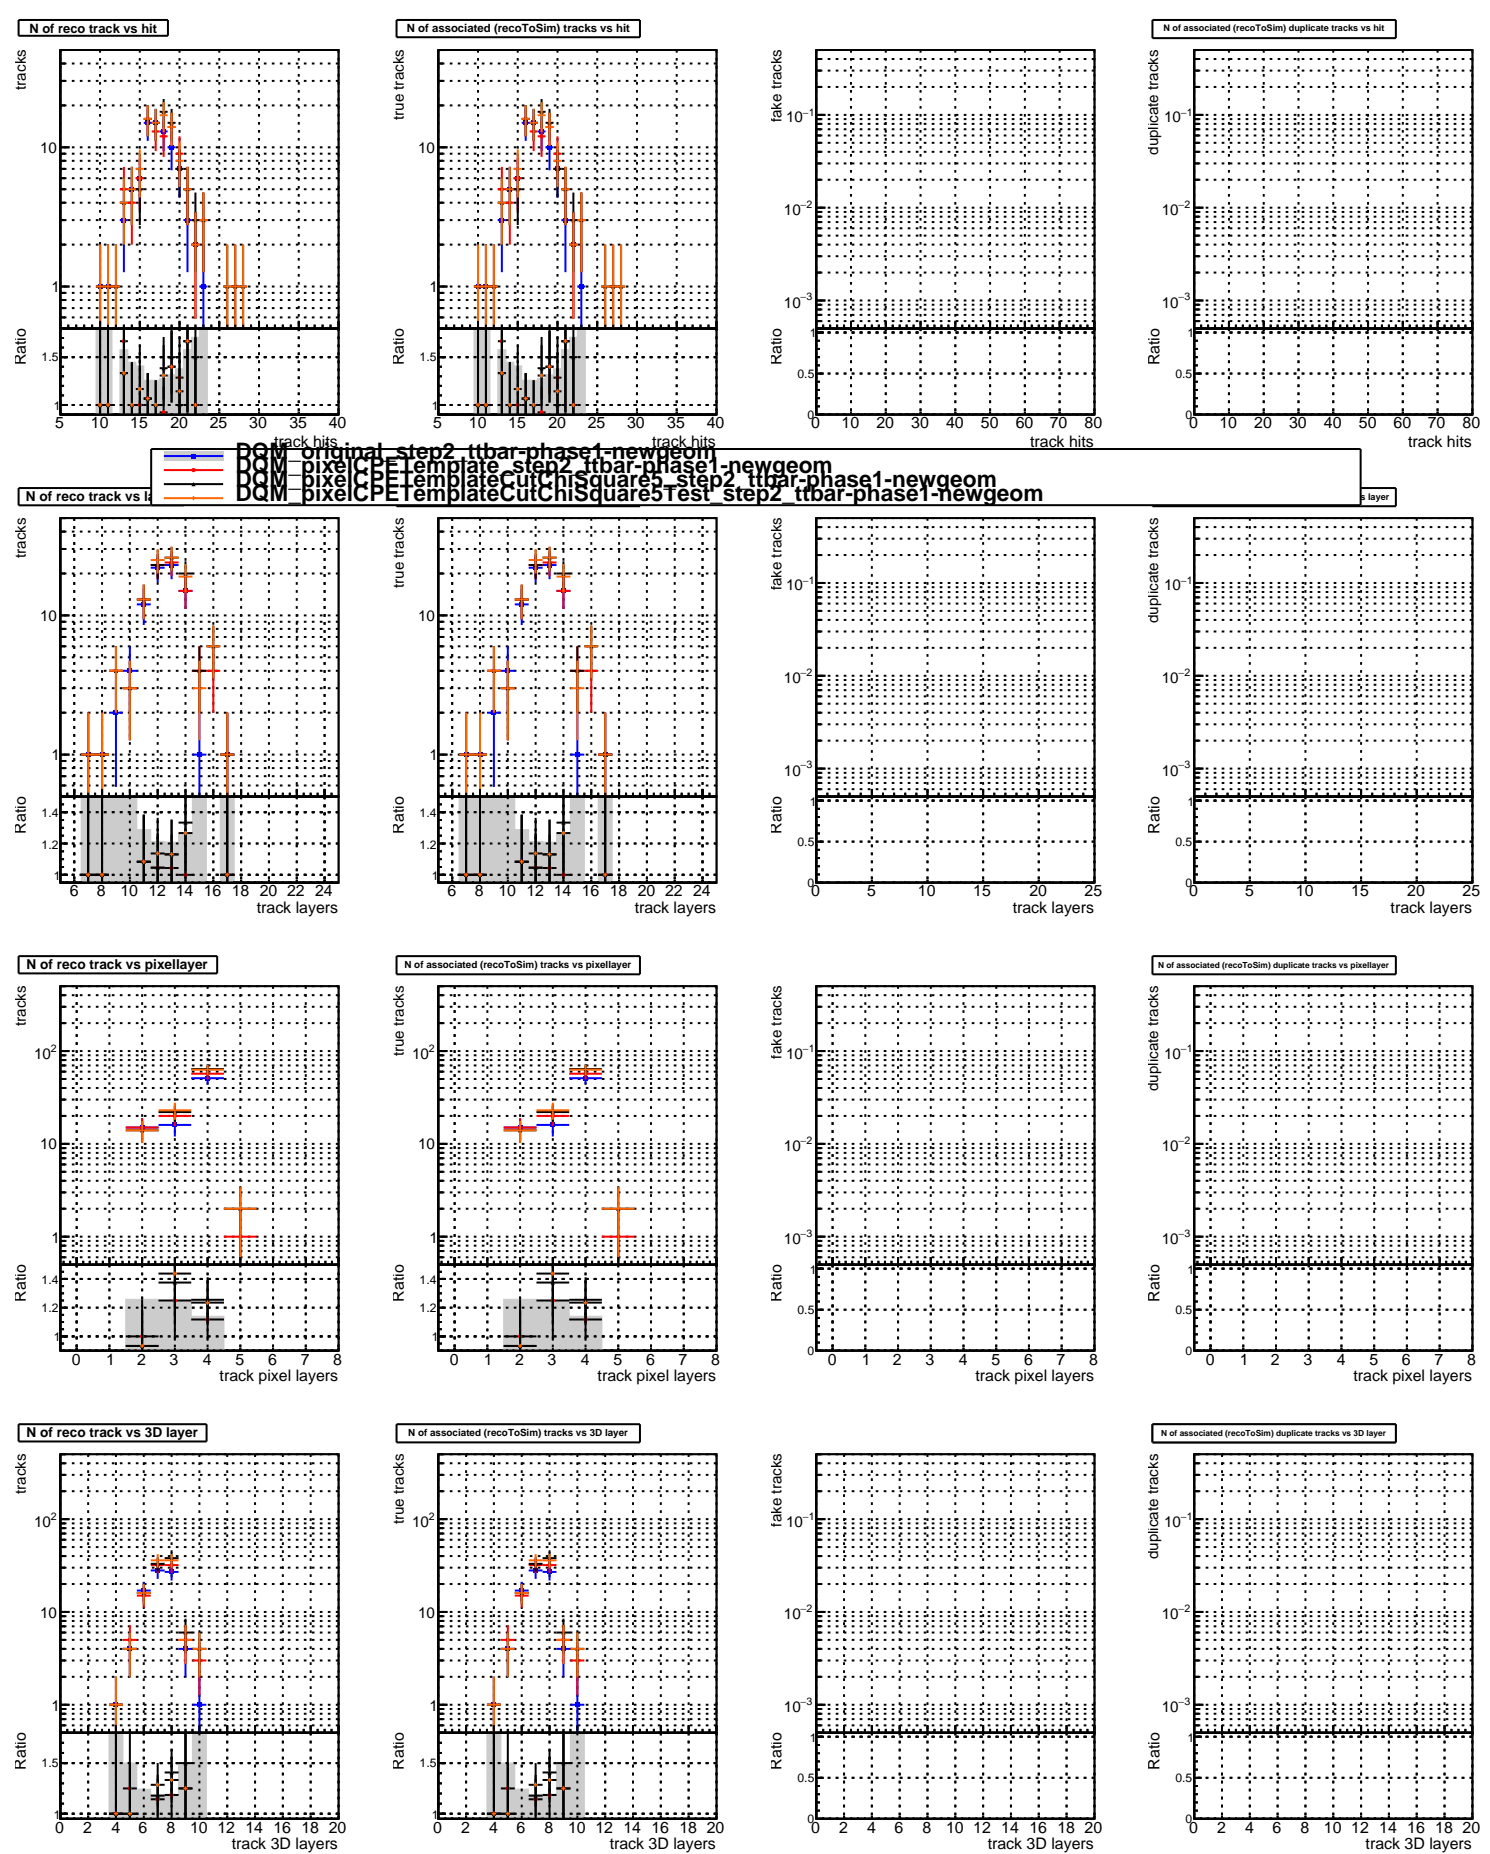 N of reco track vs hit
N of associated (recoToSim) tracks vs hit
N of associated (recoToSim) duplicate tracks vs hit
tracks
true tracks
fake tracks
duplicate tracks
10
1
10
1
10⁻¹
10⁻²
10⁻³
10⁻¹
10⁻²
10⁻³
Ratio
1.5
1
Ratio
1.5
1
Ratio
1
0.5
0
Ratio
1
0.5
0
5 10 15 20 25 30 35 40
5 10 15 20 25 30 35 40
0 10 20 30 40 50 60 70 80
0 10 20 30 40 50 60 70 80
track hits
track hits
track hits
track hits
DQM_original_step2_ttbar-phase1-newgeom
DQM_pixelCPETemplate_step2_ttbar-phase1-newgeom
DQM_pixelCPETemplateCutChiSquare5_step2_ttbar-phase1-newgeom
DQM_pixelCPETemplateCutChiSquare5Test_step2_ttbar-phase1-newgeom
N of reco track vs
layer
tracks
true tracks
fake tracks
duplicate tracks
10
1
10
1
10⁻¹
10⁻²
10⁻³
10⁻¹
10⁻²
10⁻³
Ratio
1.4
1.2
1
Ratio
1.4
1.2
1
Ratio
1
0.5
0
Ratio
1
0.5
0
6 8 10 12 14 16 18 20 22 24
6 8 10 12 14 16 18 20 22 24
0 5 10 15 20 25
0 5 10 15 20 25
track layers
track layers
track layers
track layers
N of reco track vs pixellayer
N of associated (recoToSim) tracks vs pixellayer
N of associated (recoToSim) duplicate tracks vs pixellayer
tracks
true tracks
fake tracks
duplicate tracks
10²
10
1
10²
10
1
10⁻¹
10⁻²
10⁻³
10⁻¹
10⁻²
10⁻³
Ratio
1.4
1.2
1
Ratio
1.4
1.2
1
Ratio
1
0.5
0
Ratio
1
0.5
0
0 1 2 3 4 5 6 7 8
0 1 2 3 4 5 6 7 8
0 1 2 3 4 5 6 7 8
0 1 2 3 4 5 6 7 8
track pixel layers
track pixel layers
track pixel layers
track pixel layers
N of reco track vs 3D layer
N of associated (recoToSim) tracks vs 3D layer
N of associated (recoToSim) duplicate tracks vs 3D layer
tracks
true tracks
fake tracks
duplicate tracks
10²
10
1
10²
10
1
10⁻¹
10⁻²
10⁻³
10⁻¹
10⁻²
10⁻³
Ratio
1.5
1
Ratio
1.5
1
Ratio
1
0.5
0
Ratio
1
0.5
0
0 2 4 6 8 10 12 14 16 18 20
0 2 4 6 8 10 12 14 16 18 20
0 2 4 6 8 10 12 14 16 18 20
0 2 4 6 8 10 12 14 16 18 20
track 3D layers
track 3D layers
track 3D layers
track 3D layers